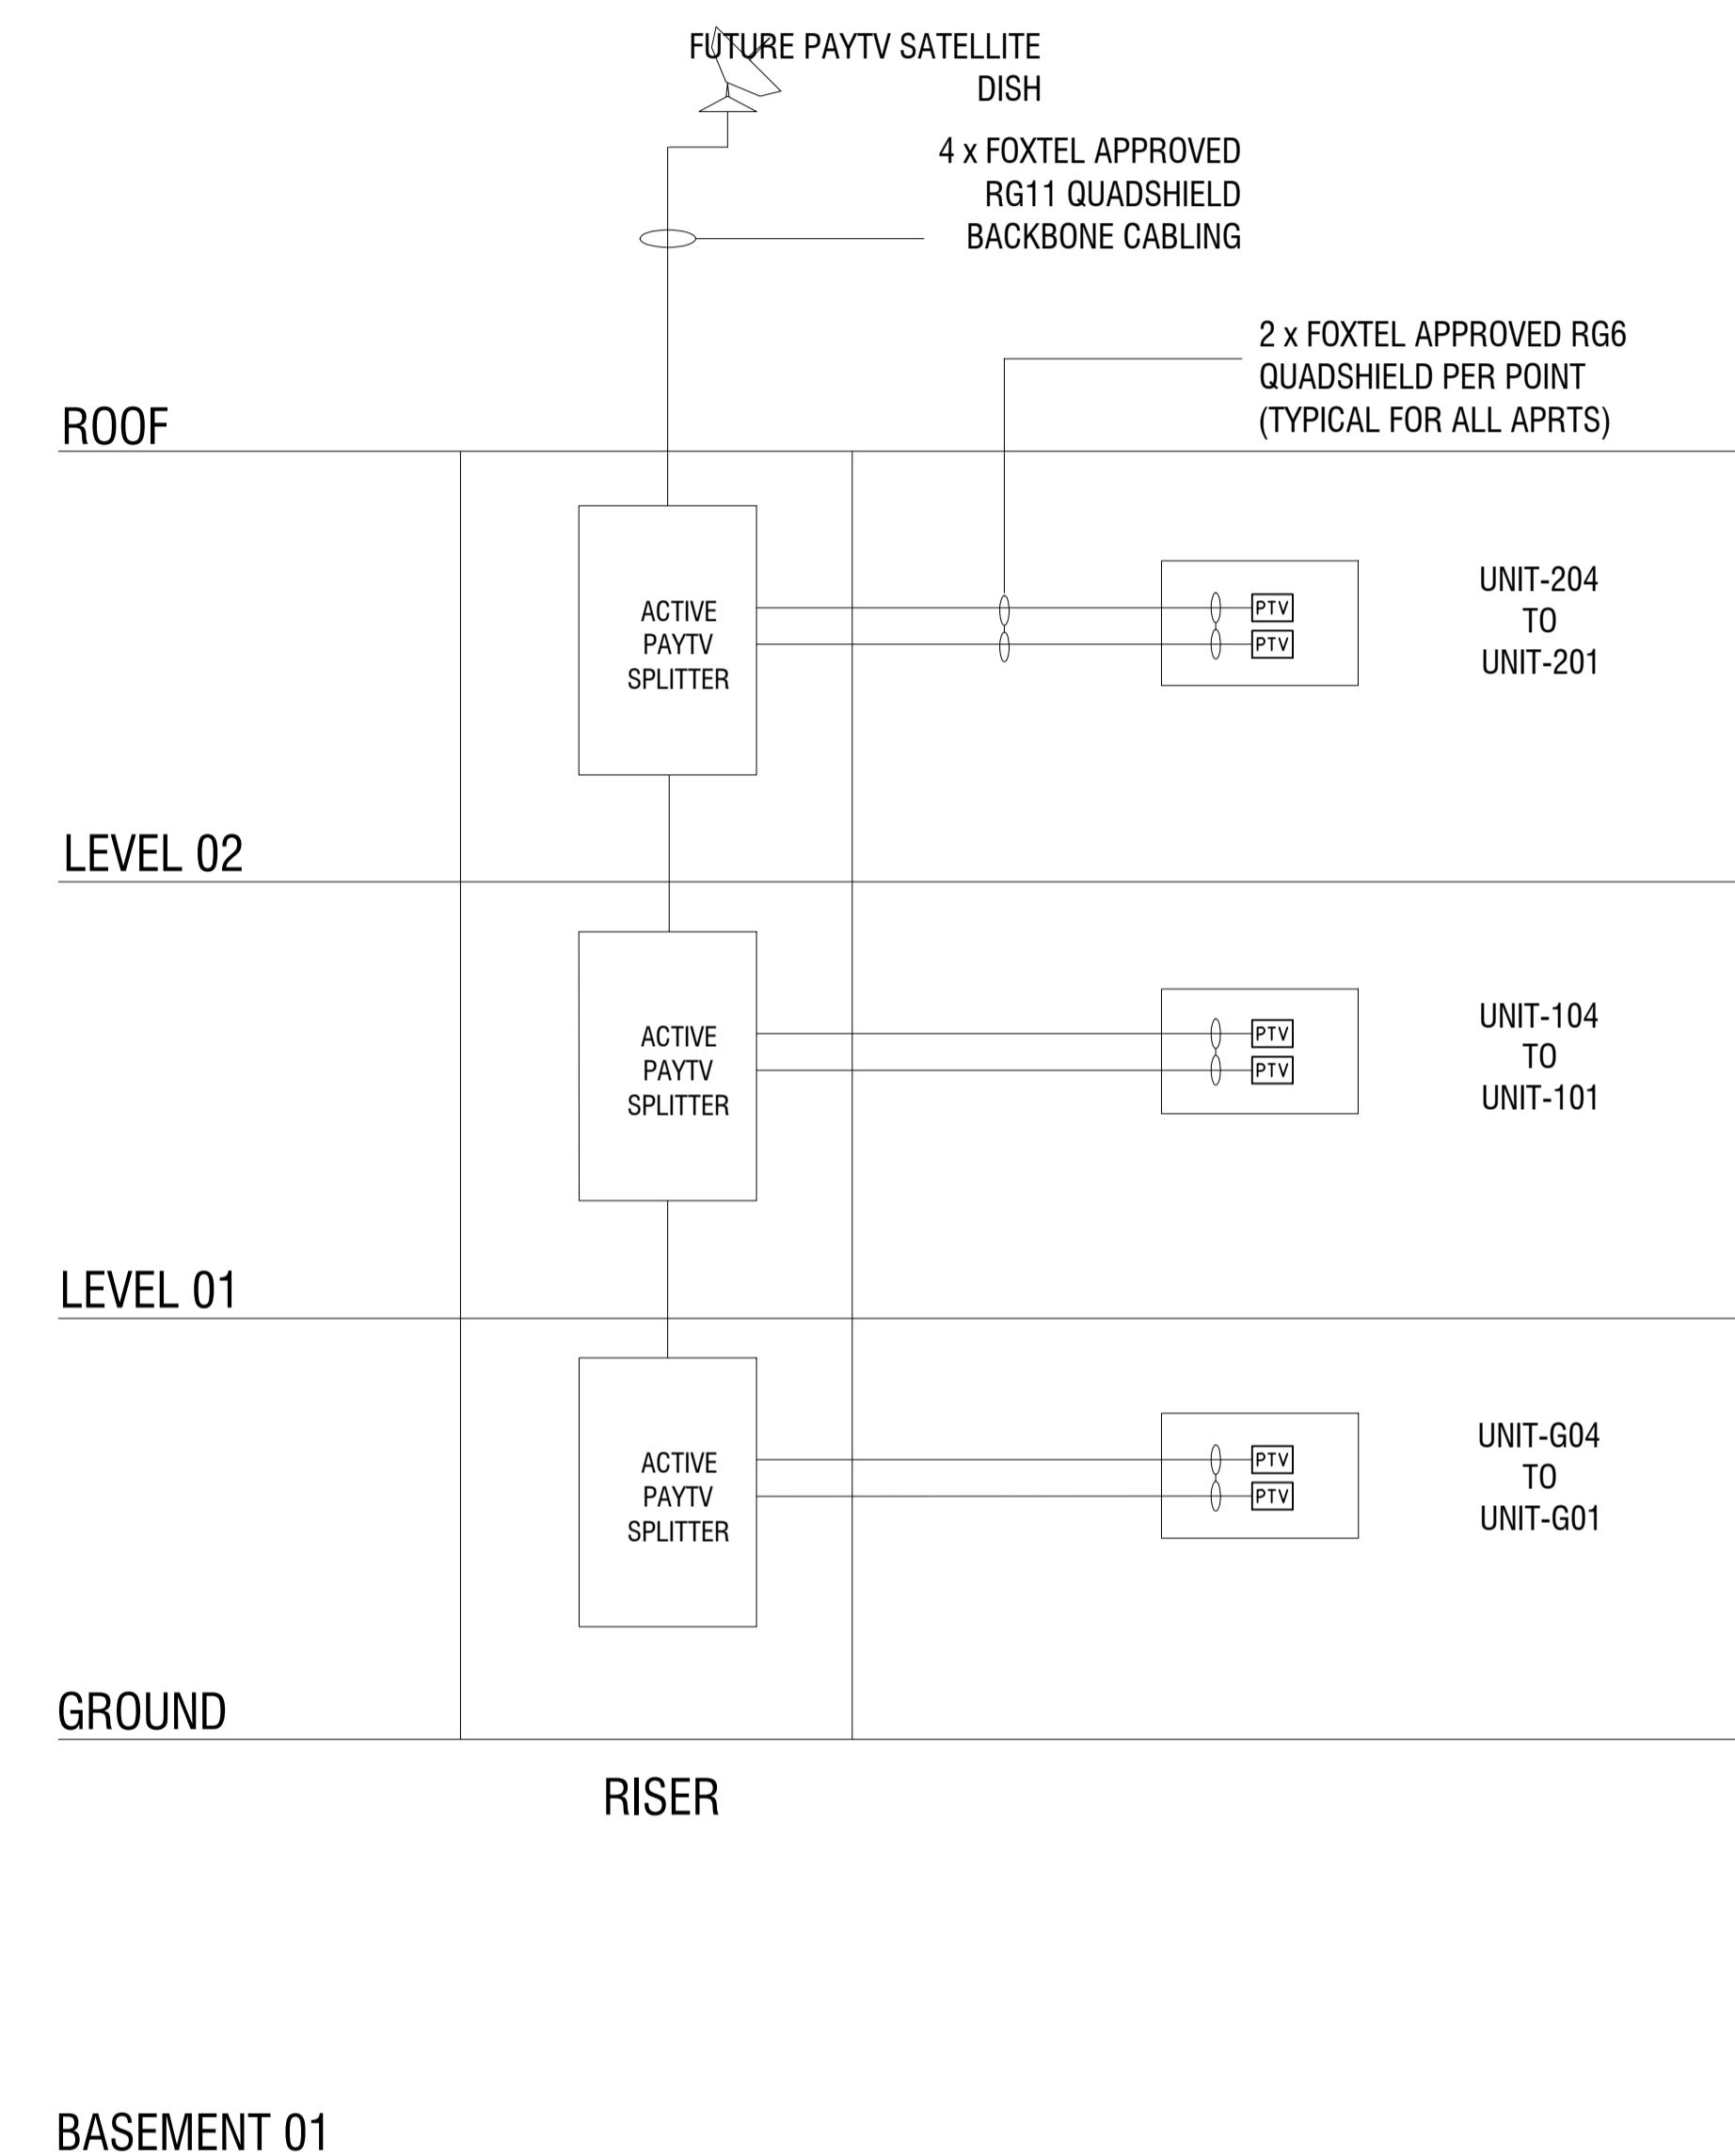 FUTURE PAYTV SATELLITE
DISH
4 x FOXTEL APPROVED
RG11 QUADSHIELD
BACKBONE CABLING
2 x FOXTEL APPROVED RG6
QUADSHIELD PER POINT
(TYPICAL FOR ALL APRTS)
ROOF
ACTIVE
PAYTV
SPLITTER
PTV
PTV
UNIT-204
TO
UNIT-201
LEVEL 02
ACTIVE
PAYTV
SPLITTER
PTV
PTV
UNIT-104
TO
UNIT-101
LEVEL 01
ACTIVE
PAYTV
SPLITTER
PTV
PTV
UNIT-G04
TO
UNIT-G01
GROUND
RISER
BASEMENT 01